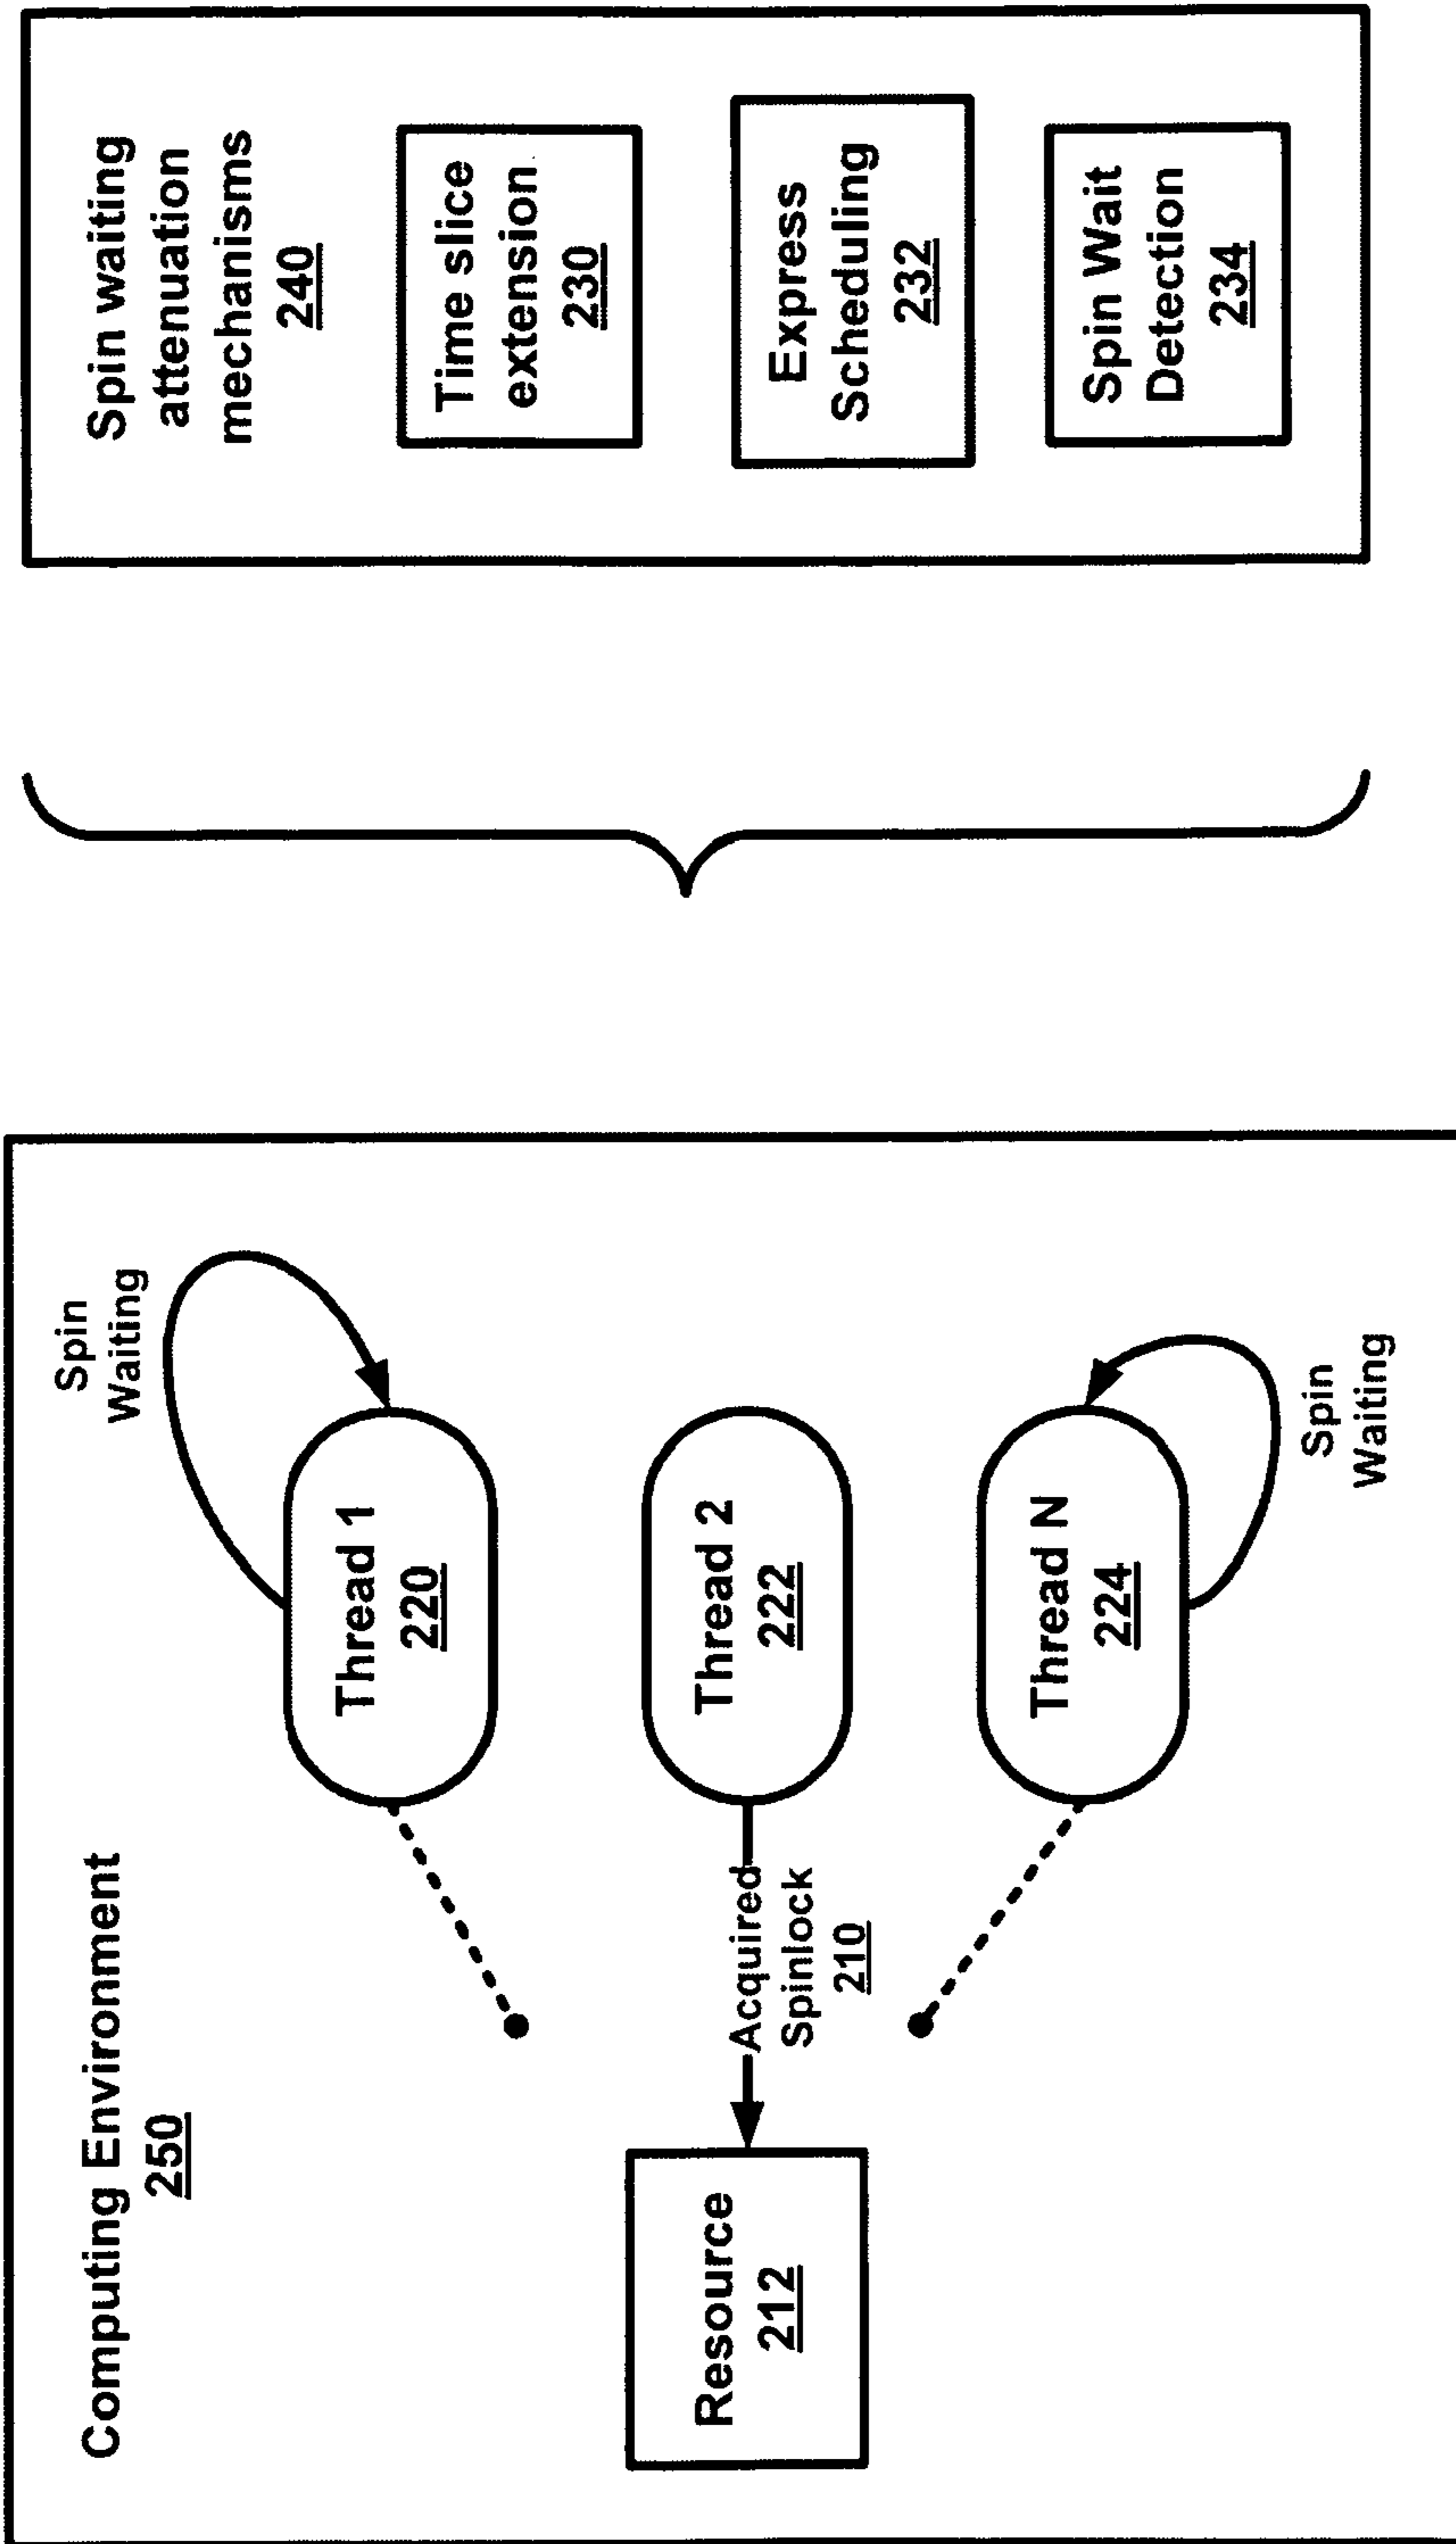 Computing Environment
250
Resource
212
Acquired
Spinlock
210
Thread 1
220
Spin
Waiting
Thread 2
222
Thread N
224
Spin
Waiting
Spin waiting
attenuation
mechanisms
240
Time slice
extension
230
Express
Scheduling
232
Spin Wait
Detection
234